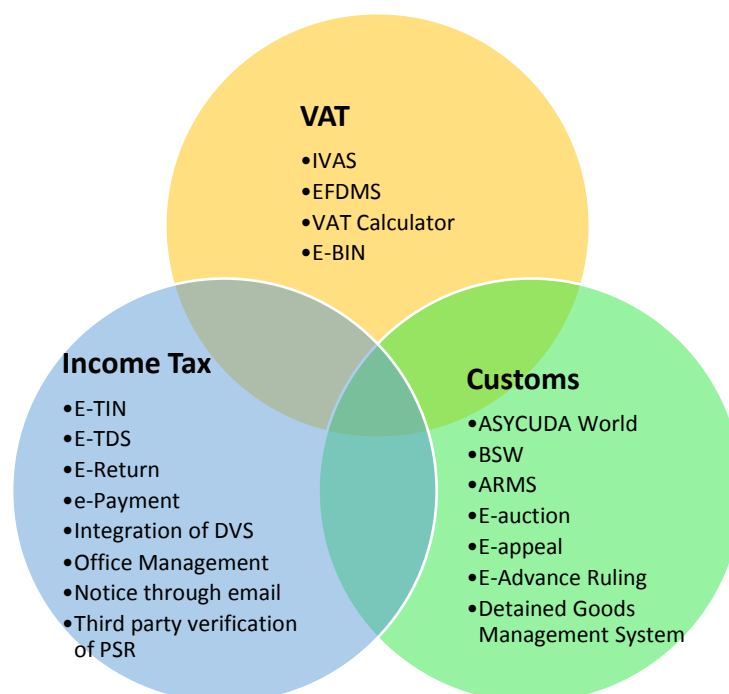 VAT
•IVAS
•EFDMS
•VAT Calculator
•E-BIN
Income Tax
•E-TIN
•E-TDS
•E-Return
•e-Payment
•Integration of DVS
•Office Management
•Notice through email
•Third party verification
of PSR
Customs
•ASYCUDA World
•BSW
•ARMS
•E-auction
•E-appeal
•E-Advance Ruling
•Detained Goods
Management System